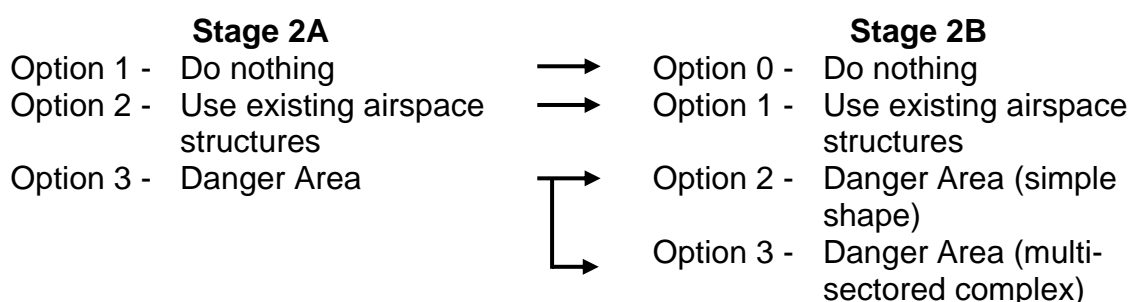 Stage 2A Stage 2B
Option 1 - Do nothing Option 0 - Do nothing
Option 2 - Use existing airspace Option 1 - Use existing airspace
structures structures
Option 3 - Danger Area Option 2 - Danger Area (simple
shape)
Option 3 - Danger Area (multi-
sectored complex)